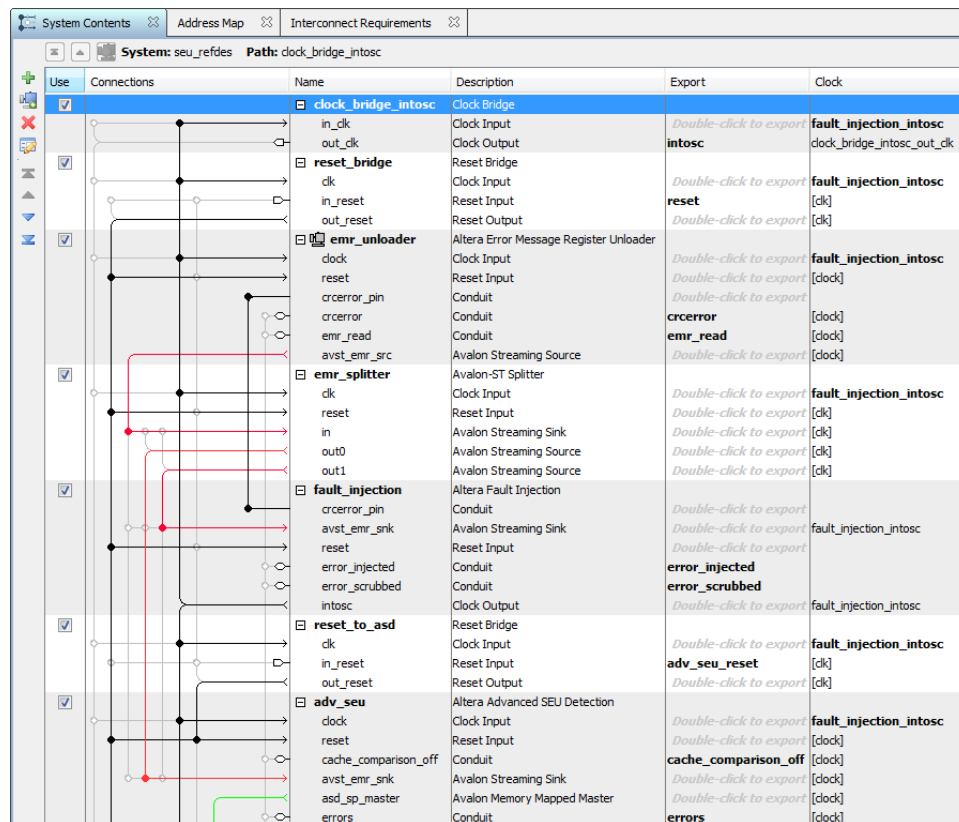 System Contents Address Map Interconnect Requirements
System: seu_refdes Path: clock_bridge_intosc
Use Connections Name Description Export Clock
clock_bridge_intosc Clock Bridge
in_clk Clock Input Double-click to export fault_injection_intosc
out_clk Clock Output intosc clock_bridge_intosc_out_clk
reset_bridge Reset Bridge
clk Clock Input Double-click to export fault_injection_intosc
in_reset Reset Input reset [clk]
out_reset Reset Output Double-click to export [clk]
emr_unloader Altera Error Message Register Unloader
clock Clock Input Double-click to export fault_injection_intosc
reset Reset Input Double-click to export [clock]
crcerror_pin Conduit Double-click to export
crcerror Conduit crcerror [clock]
emr_read Conduit emr_read [clock]
avst_emr_src Avalon Streaming Source Double-click to export [clock]
emr_splitter Avalon-ST Splitter
clk Clock Input Double-click to export fault_injection_intosc
reset Reset Input Double-click to export [clk]
in Avalon Streaming Sink Double-click to export [clk]
out0 Avalon Streaming Source Double-click to export [clk]
out1 Avalon Streaming Source Double-click to export [clk]
fault_injection Altera Fault Injection
crcerror_pin Conduit Double-click to export
avst_emr_snk Avalon Streaming Sink Double-click to export fault_injection_intosc
reset Reset Input Double-click to export
error_injected Conduit error_injected
error_scrubbed Conduit error_scrubbed
intosc Clock Output Double-click to export fault_injection_intosc
reset_to_asd Reset Bridge
clk Clock Input Double-click to export fault_injection_intosc
in_reset Reset Input adv_seu_reset [clk]
out_reset Reset Output Double-click to export [clk]
adv_seu Altera Advanced SEU Detection
clock Clock Input Double-click to export fault_injection_intosc
reset Reset Input Double-click to export [clock]
cache_comparison_off Conduit cache_comparison_off [clock]
avst_emr_snk Avalon Streaming Sink Double-click to export [clock]
asd_sp_master Avalon Memory Mapped Master Double-click to export [clock]
errors Conduit errors [clock]